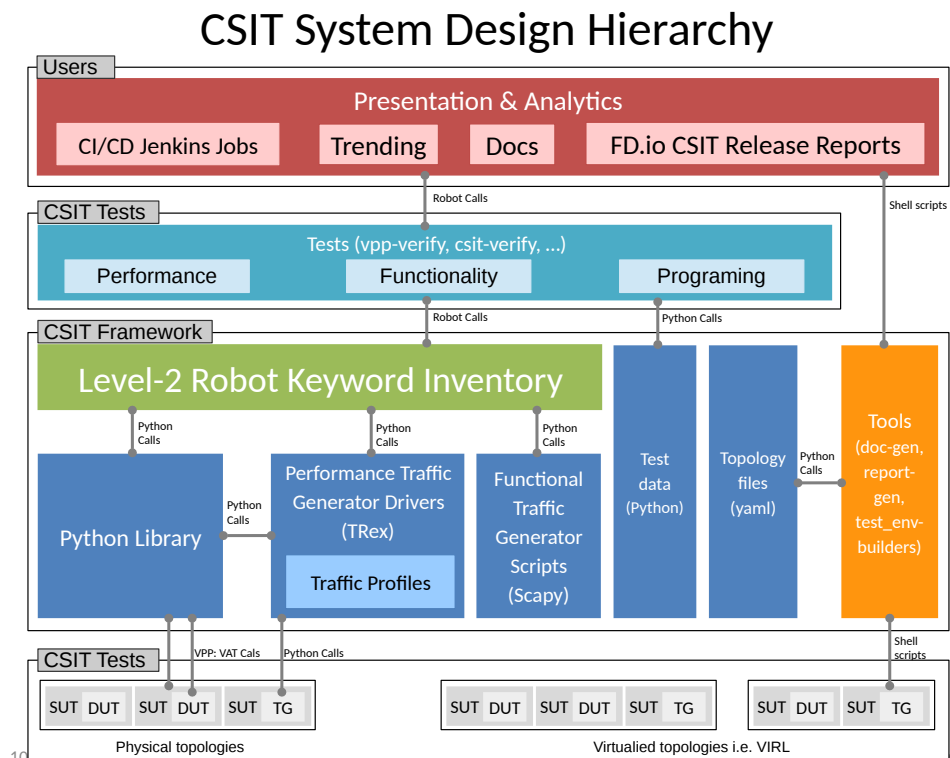 CSIT System Design Hierarchy
Users
Presentation & Analytics
CI/CD Jenkins Jobs
Trending
Docs
FD.io CSIT Release Reports
Robot Calls
Shell scripts
CSIT Tests
Tests (vpp-verify, csit-verify, ...)
Performance
Functionality
Programing
Robot Calls
Python Calls
CSIT Framework
Level-2 Robot Keyword Inventory
Python
Calls
Python
Calls
Python
Calls
Python Library
Python
Calls
Performance Traffic
Generator Drivers
(TRex)
Traffic Profiles
Functional
Traffic
Generator
Scripts
(Scapy)
Test
data
(Python)
Topology
files
(yaml)
Python
Calls
Tools
(doc-gen,
report-
gen,
test_env-
builders)
VPP: VAT Cals
Python Calls
Shell
scripts
CSIT Tests
SUT DUT
SUT DUT
SUT TG
SUT DUT
SUT DUT
SUT TG
SUT DUT
SUT TG
Physical topologies
Virtualied topologies i.e. VIRL
10